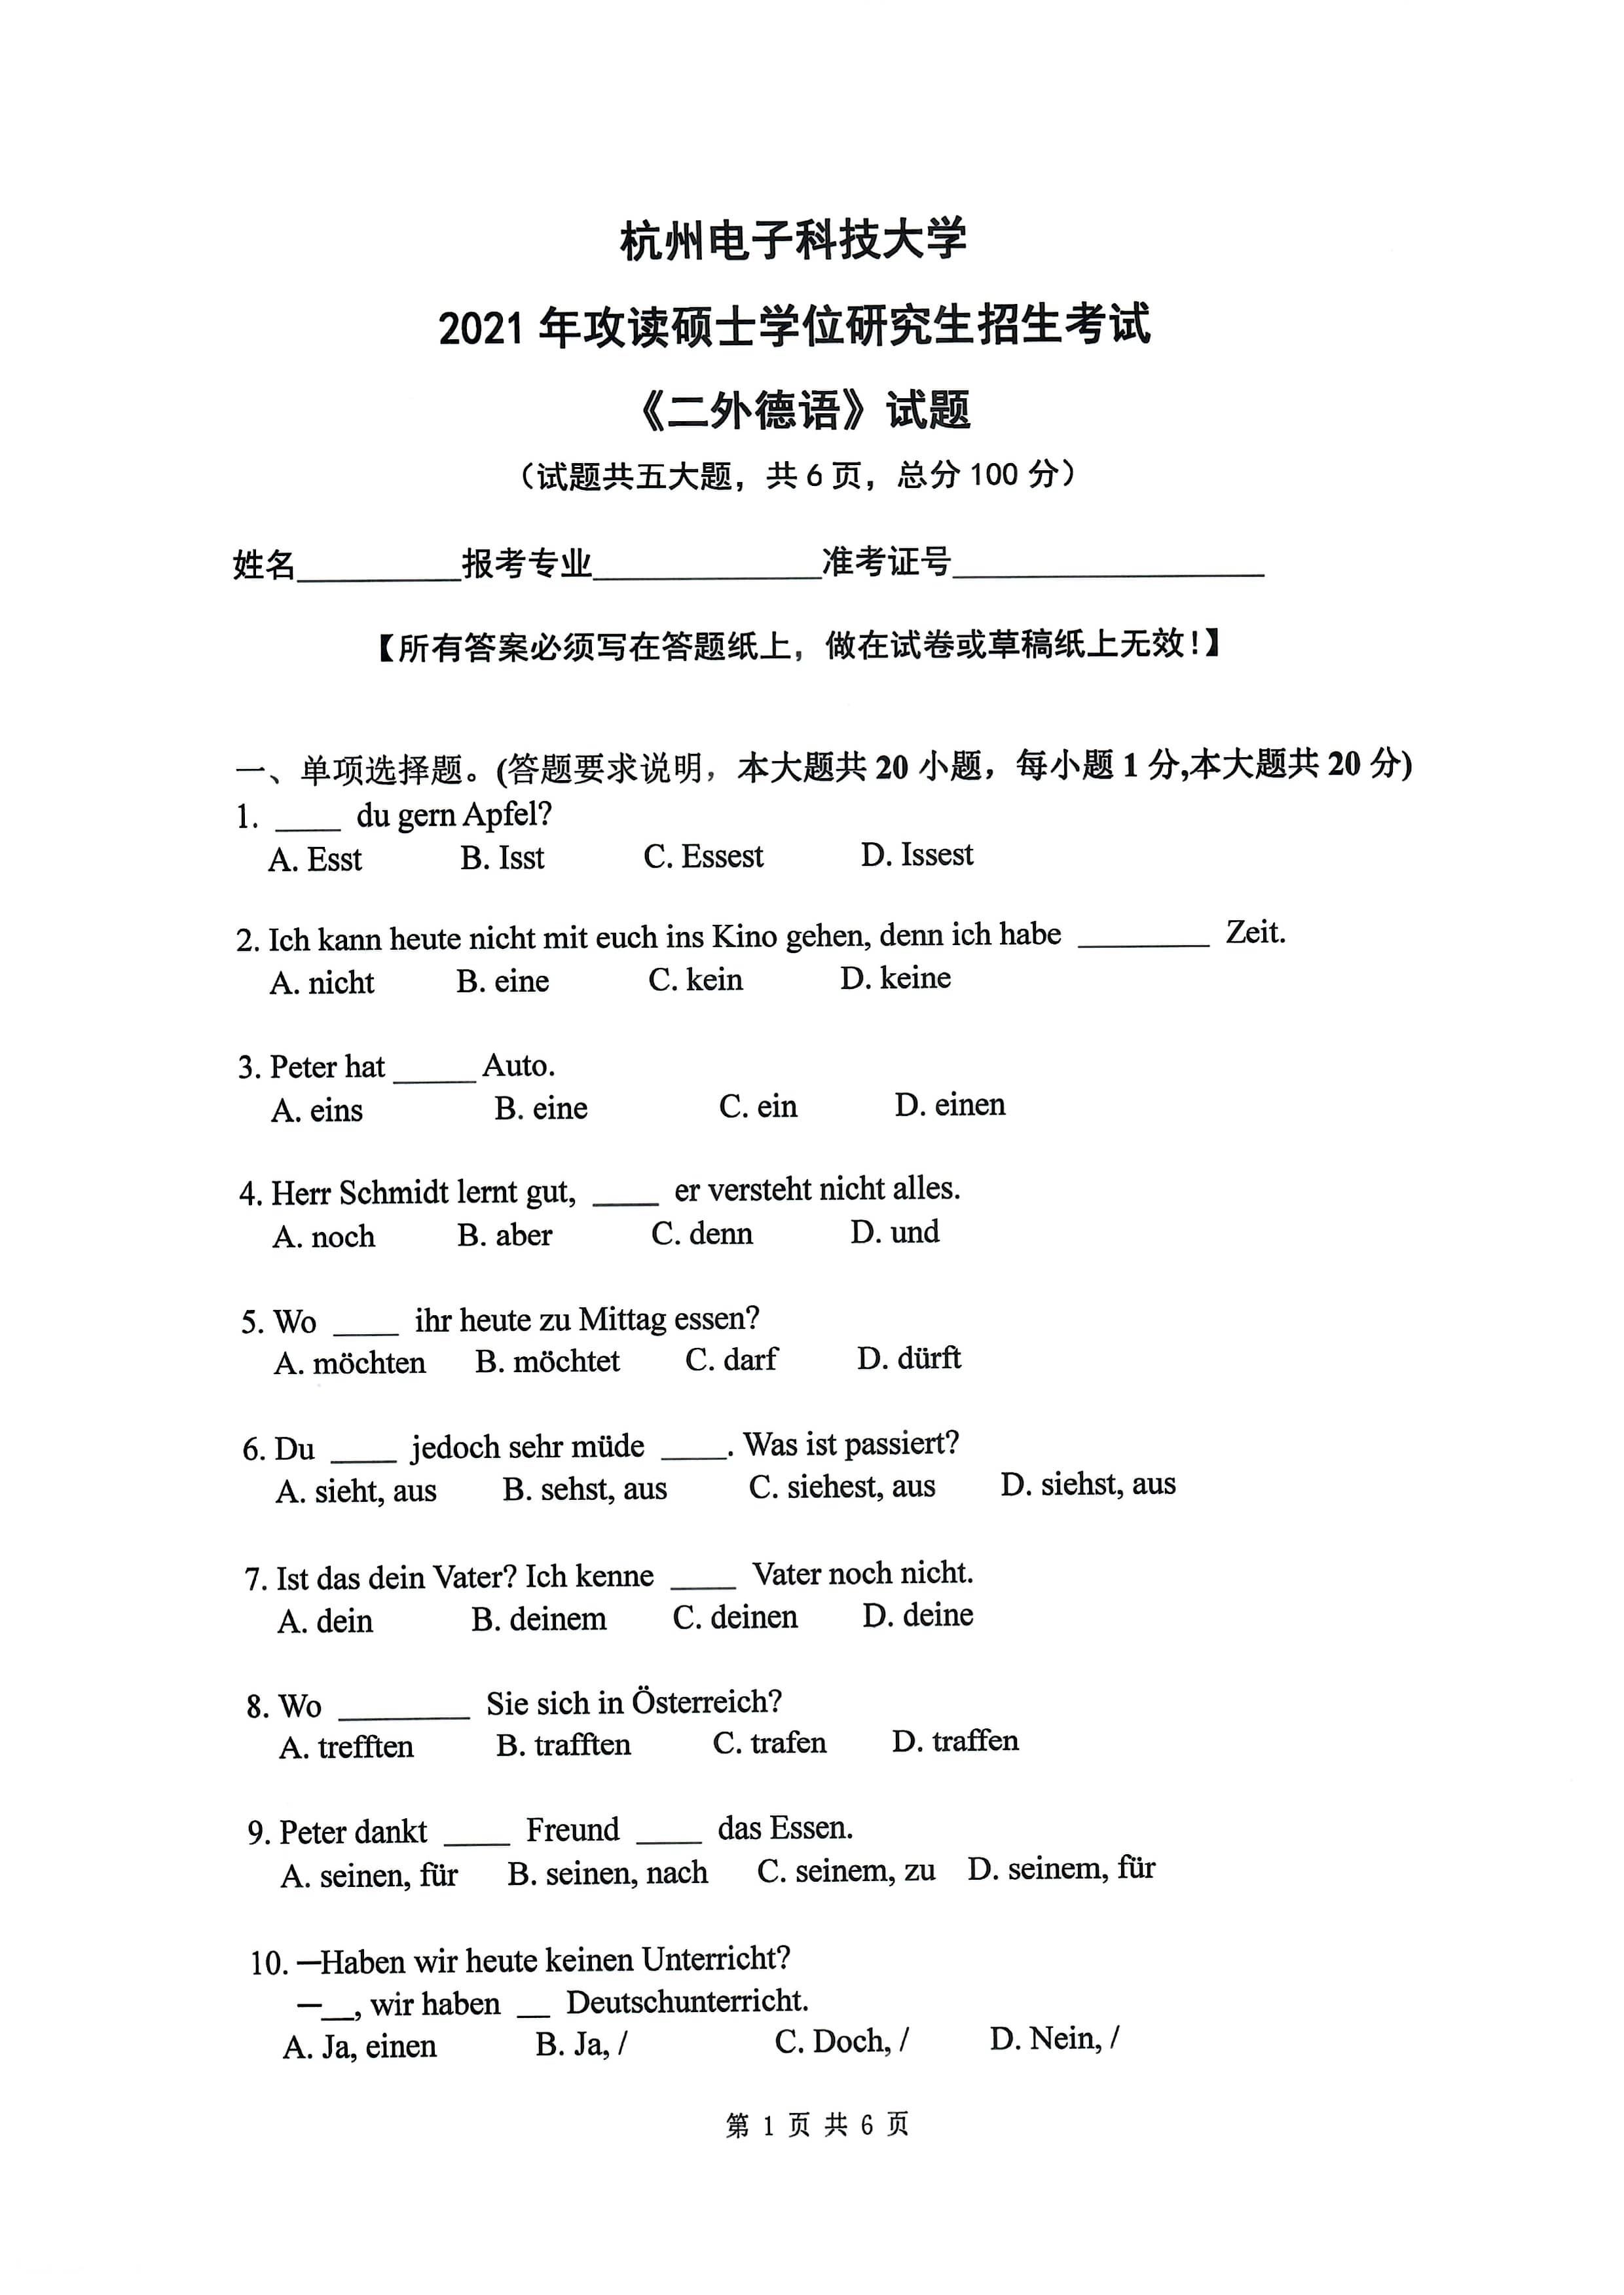 杭州电子科技大学
2021 年攻读硕士学位研究生招生考试
《二外德语》试题
（试题共五大题，共 6 页，总分 100 分）
姓名__________报考专业______________准考证号___________________
【所有答案必须写在答题纸上，做在试卷或草稿纸上无效！】
一、单项选择题。(答题要求说明，本大题共 20 小题，每小题 1 分,本大题共 20 分)
1. ____ du gern Apfel?
A. Esst B. Isst C. Essest D. Issest
2. Ich kann heute nicht mit euch ins Kino gehen, denn ich habe ________ Zeit.
A. nicht B. eine C. kein D. keine
3. Peter hat _____ Auto.
A. eins B. eine C. ein D. einen
4. Herr Schmidt lernt gut, ____ er versteht nicht alles.
A. noch B. aber C. denn D. und
5. Wo ____ ihr heute zu Mittag essen?
A. möchten B. möchtet C. darf D. dürft
6. Du ____ jedoch sehr müde ____. Was ist passiert?
A. sieht, aus B. sehst, aus C. siehest, aus D. siehst, aus
7. Ist das dein Vater? Ich kenne ____ Vater noch nicht.
A. dein B. deinem C. deinen D. deine
8. Wo ________ Sie sich in Österreich?
A. trefften B. trafften C. trafen D. traffen
9. Peter dankt ____ Freund ____ das Essen.
A. seinen, für B. seinen, nach C. seinem, zu D. seinem, für
10. —Haben wir heute keinen Unterricht?
—__, wir haben __ Deutschunterricht.
A. Ja, einen B. Ja, / C. Doch, / D. Nein, /
第 1 页 共 6 页